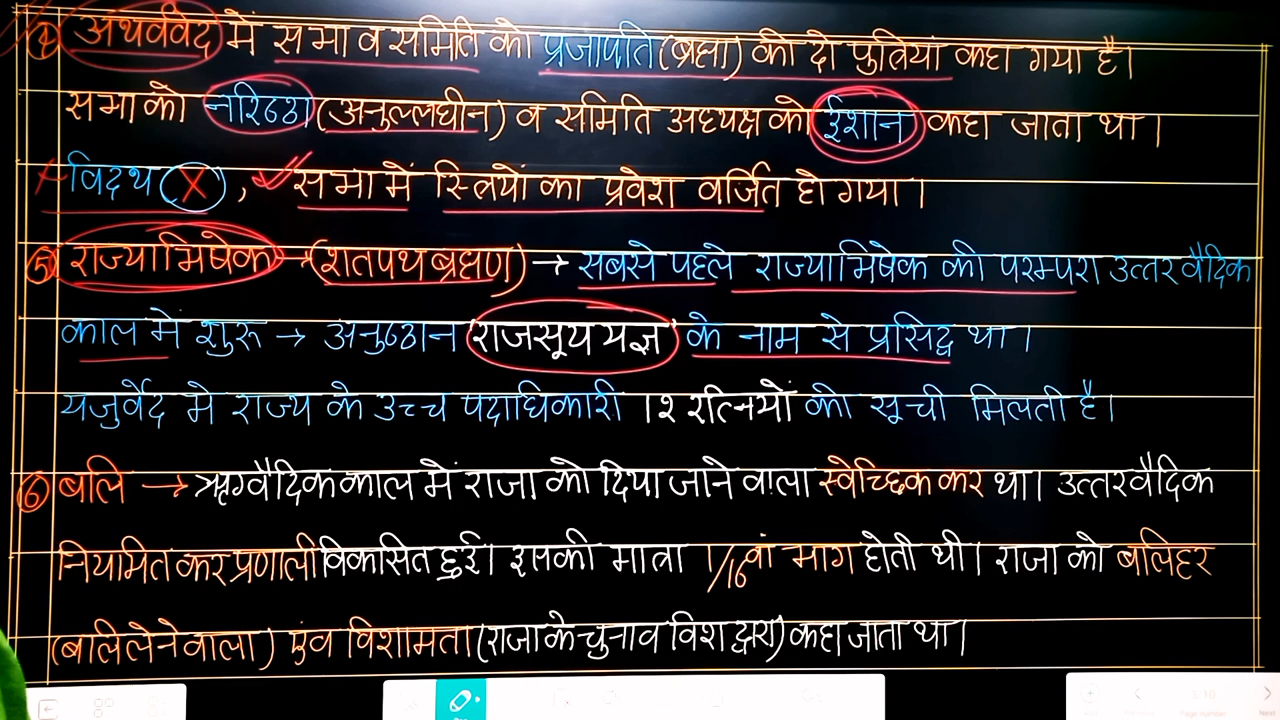 ④ अथर्ववेद में सभा व समिति को प्रजापति (ब्रह्मा) की दो पुत्रियां कहा गया है।
सभा को नरिष्ठा (अनुल्लघीन) व समिति अध्यक्ष को ईशान कहा जाता था।
विदथ (X), ✓ सभा में स्त्रियों का प्रवेश वर्जित हो गया।
⑤ राज्याभिषेक → (शतपथ ब्रह्मण) → सबसे पहले राज्याभिषेक की परम्परा उत्तर वैदिक
काल में शुरू → अनुष्ठान राजसूय यज्ञ के नाम से प्रसिद्ध था।
यजुर्वेद मे राज्य के उच्च पदाधिकारी 12 रत्नियों की सूची मिलती है।
⑥ बलि → ऋग्वैदिक काल में राजा को दिया जाने वाला स्वेच्छिक कर था। उत्तरवैदिक
नियामित कर प्रणाली विकसित हुई। इसकी मात्रा 1/16 वां भाग होती थी। राजा को बलिहर
(बलि लेने वाला) एंव विशामता (राजा के चुनाव विश द्वारा) कहा जाता था।